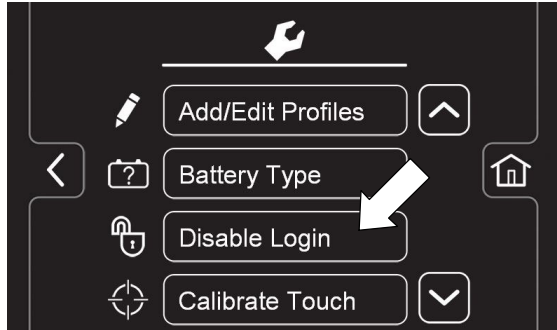 Add/Edit Profiles
Battery Type
Disable Login
Calibrate Touch